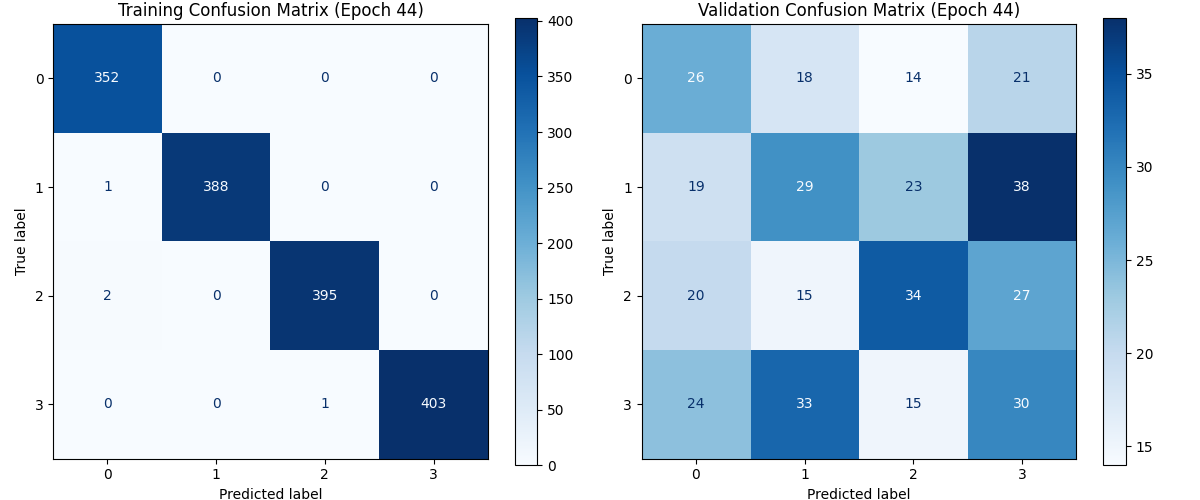 Training Confusion Matrix (Epoch 44)
0 352 0 0 0
1 1 388 0 0
2 2 0 395 0
3 0 0 1 403
0 1 2 3
True label
Predicted label
400
350
300
250
200
150
100
50
0
Validation Confusion Matrix (Epoch 44)
0 26 18 14 21
1 19 29 23 38
2 20 15 34 27
3 24 33 15 30
0 1 2 3
True label
Predicted label
35
30
25
20
15